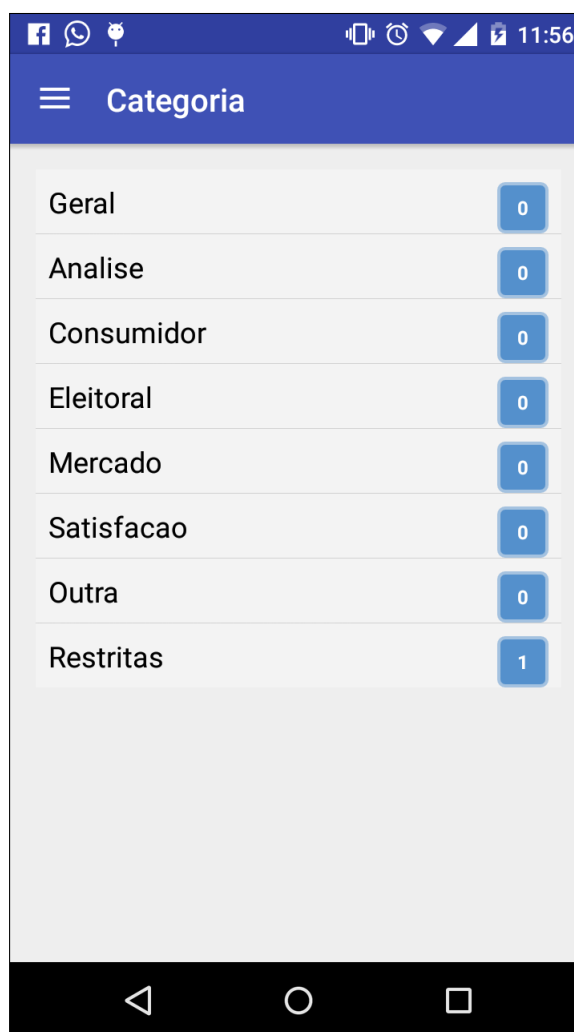 11:56
Categoria
Geral 0
Analise 0
Consumidor 0
Eleitoral 0
Mercado 0
Satisfacao 0
Outra 0
Restritas 1